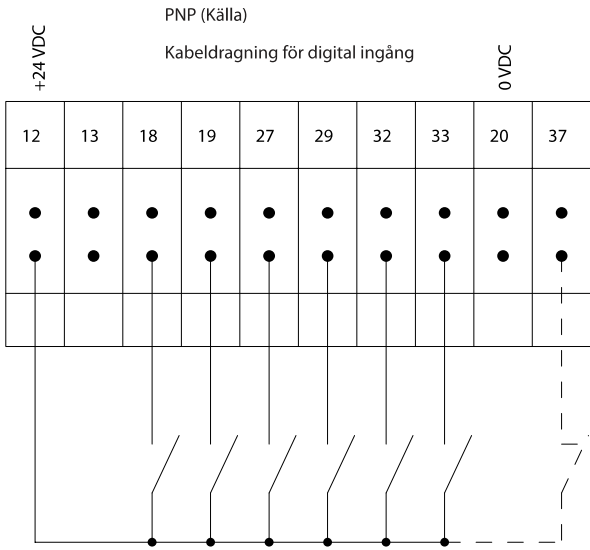 PNP (Källa)
Kabeldragning för digital ingång
+24 VDC
0 VDC
12 13 18 19 27 29 32 33 20 37